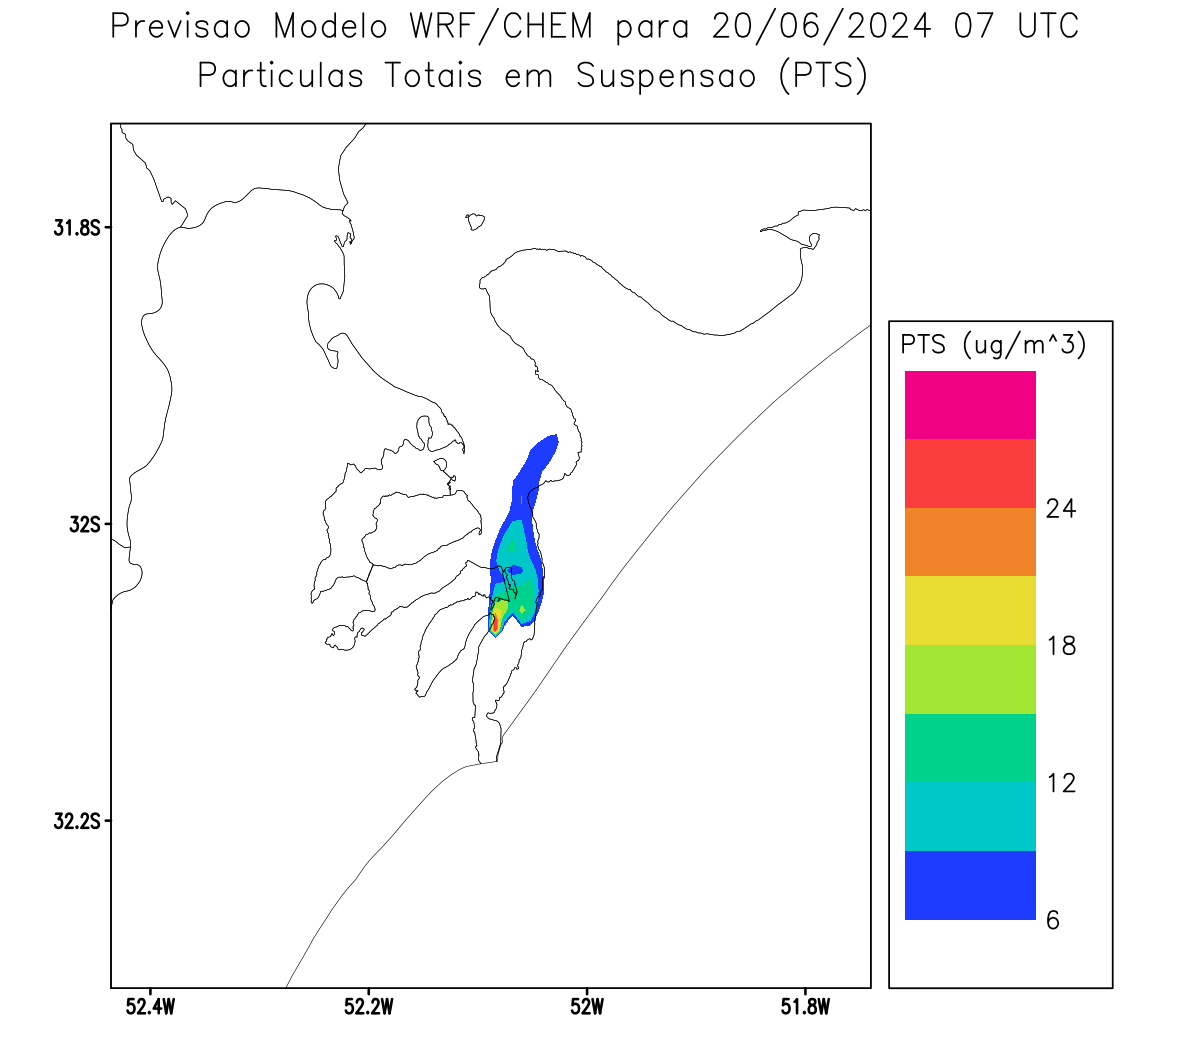 Previsao Modelo WRF/CHEM para 20/06/2024 07 UTC
Particulas Totais em Suspensao (PTS)
31.8S
32S
32.2S
52.4W
52.2W
52W
51.8W
PTS (ug/m^3)
24
18
12
6